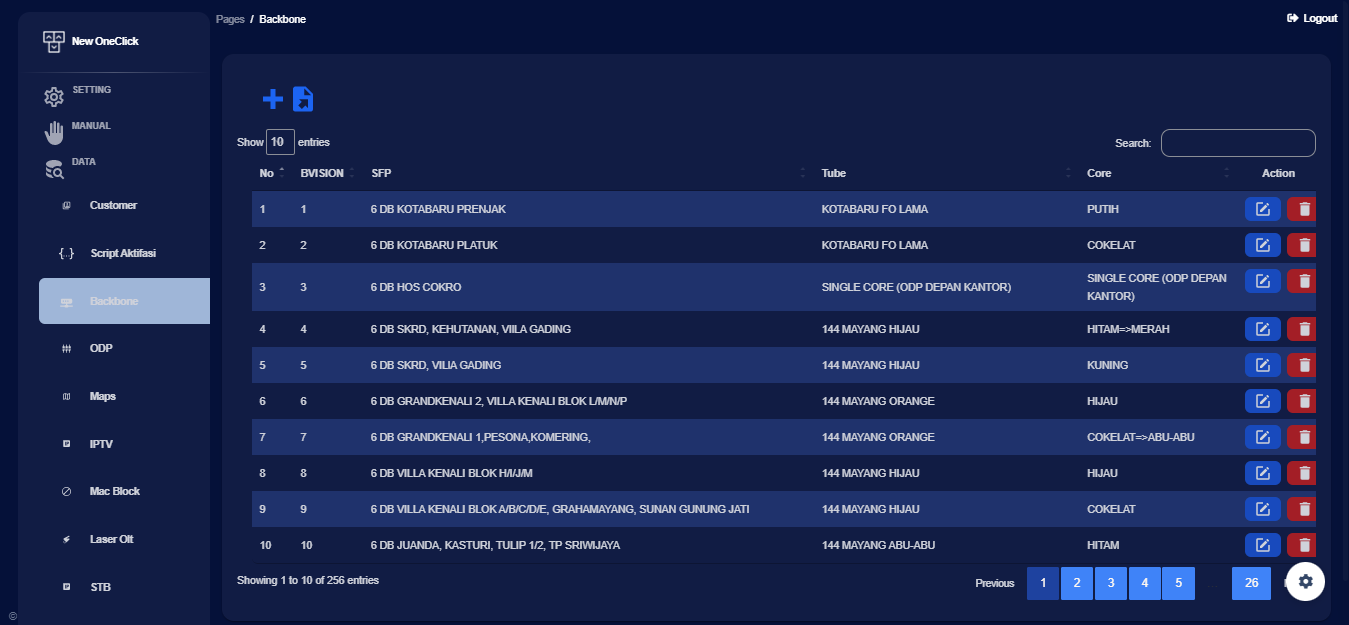 New OneClick
Pages / Backbone
Logout
SETTING
MANUAL
DATA
Customer
Script Aktifasi
Backbone
ODP
Maps
IPTV
Mac Block
Laser Olt
STB
©
Show 10 entries
Search:
No BVISION SFP Tube Core Action
1 1 6 DB KOTABARU PRENJAK KOTABARU FO LAMA PUTIH
2 2 6 DB KOTABARU PLATUK KOTABARU FO LAMA COKELAT
3 3 6 DB HOS COKRO SINGLE CORE (ODP DEPAN KANTOR) SINGLE CORE (ODP DEPAN
KANTOR)
4 4 6 DB SKRD, KEHUTANAN, VIILA GADING 144 MAYANG HIJAU HITAM=>MERAH
5 5 6 DB SKRD, VILIA GADING 144 MAYANG HIJAU KUNING
6 6 6 DB GRANDKENALI 2, VILLA KENALI BLOK L/M/N/P 144 MAYANG ORANGE HIJAU
7 7 6 DB GRANDKENALI 1,PESONA,KOMERING, 144 MAYANG ORANGE COKELAT=>ABU-ABU
8 8 6 DB VILLA KENALI BLOK H/I/J/M 144 MAYANG HIJAU HIJAU
9 9 6 DB VILLA KENALI BLOK A/B/C/D/E, GRAHAMAYANG, SUNAN GUNUNG JATI 144 MAYANG HIJAU COKELAT
10 10 6 DB JUANDA, KASTURI, TULIP 1/2, TP SRIWIJAYA 144 MAYANG ABU-ABU HITAM
Showing 1 to 10 of 256 entries
Previous 1 2 3 4 5 … 26